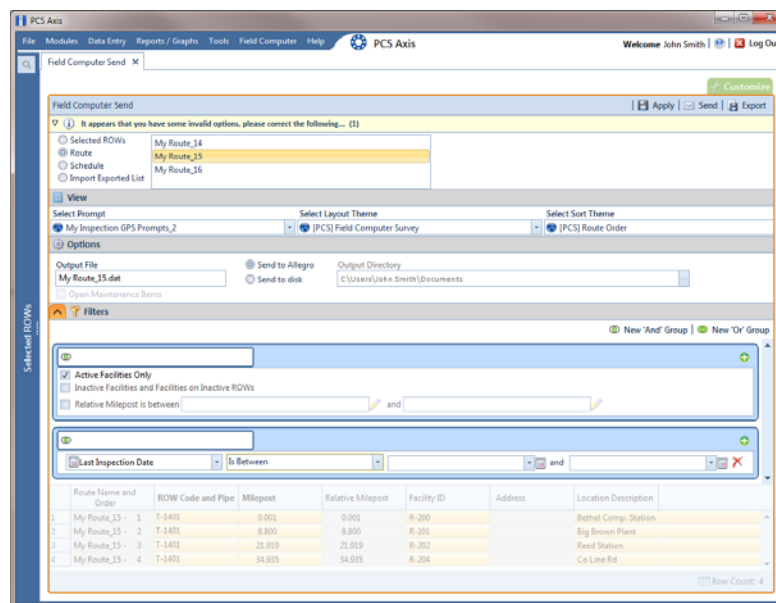 PCS Axis
File Modules Data Entry Reports / Graphs Tools Field Computer Help PCS Axis Welcome John Smith | Log Ou
Field Computer Send
Customize
Field Computer Send | Apply | Send | Export
It appears that you have some invalid options, please correct the following... (1)
Selected ROWs
Route
Schedule
Import Exported List
My Route_14
My Route_15
My Route_16
View
Select Prompt Select Layout Theme Select Sort Theme
My Inspection GPS Prompts_2 [PCS] Field Computer Survey [PCS] Route Order
Options
Output File Send to Allegro Output Directory
My Route_15.dat Send to disk C:\Users\John.Smith\Documents
Open Maintenance Items
Filters
Selected ROWs
New 'And' Group | New 'Or' Group
Active Facilities Only
Inactive Facilities and Facilities on Inactive ROWs
Relative Milepost is between and
Last Inspection Date Is Between and
Route Name and Order ROW Code and Pipe Milepost Relative Milepost Facility ID Address Location Description
1 My Route_15 - 1 T-1401 0.001 0.001 R-200 Bethel Comp. Station
2 My Route_15 - 2 T-1401 8.800 8.800 R-201 Big Brown Plant
3 My Route_15 - 3 T-1401 21.919 21.919 R-202 Reed Station
4 My Route_15 - 4 T-1401 34.935 34.935 R-204 Co Line Rd
Row Count: 4